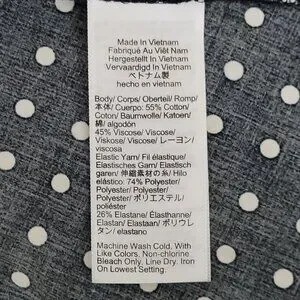 Made In Vietnam
Fabriqué Au Viêt Nam
Hergestellt In Vietnam
Vervaardigd In Vietnam
ベトナム製
hecho en vietnam
Body/ Corps/ Oberteil/ Romp/
本体/ Cuerpo: 55% Cotton/
Coton/ Baumwolle/ Katoen/
綿/ algodón
45% Viscose/ Viscose/
Viskose/ Viscose/ レーヨン/
viscosa
Elastic Yarn/ Fil élastique/
Elastisches Garn/ Elastisch
garen/ 伸縮素材の糸/ Hilo
elástico: 74% Polyester/
Polyester/ Polyester/
Polyester/ ポリエステル/
poliéster
26% Elastane/ Élasthanne/
Elastan/ Elastaan/ ポリウレ
タン/ elastano
Machine Wash Cold. With
Like Colors. Non-chlorine
Bleach Only. Line Dry. Iron
On Lowest Setting.